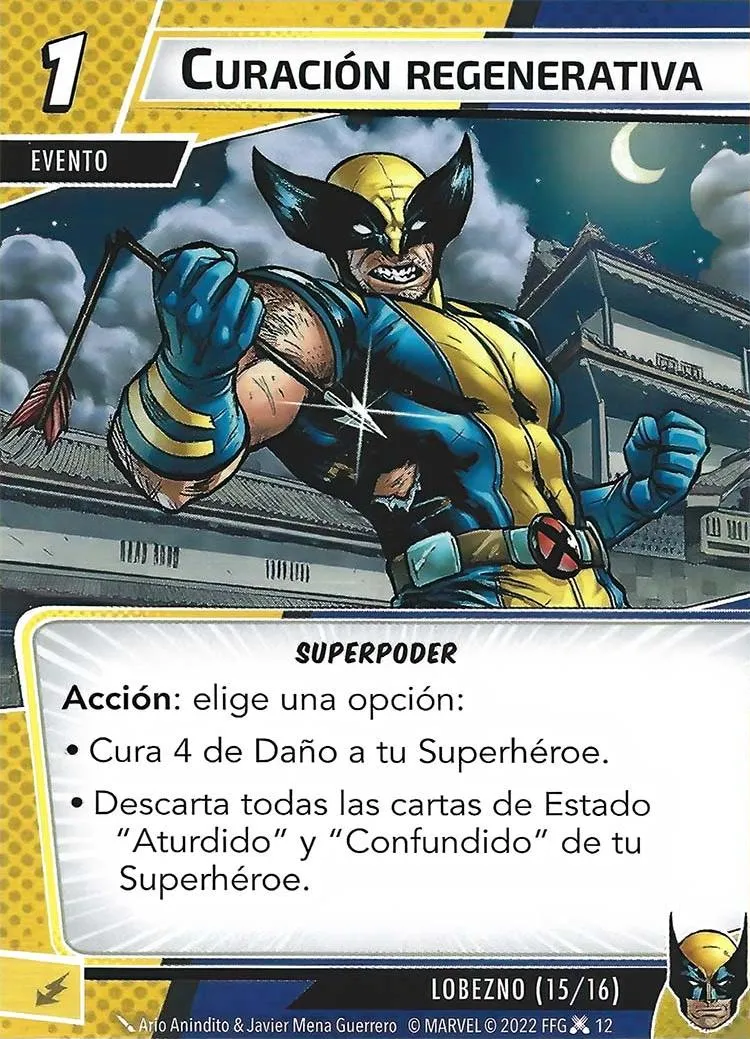 1
CURACIÓN REGENERATIVA
EVENTO
SUPERPODER
Acción: elige una opción:
• Cura 4 de Daño a tu Superhéroe.
• Descarta todas las cartas de Estado
“Aturdido” y “Confundido” de tu
Superhéroe.
LOBEZNO (15/16)
Ario Anindito & Javier Mena Guerrero © MARVEL © 2022 FFG 12